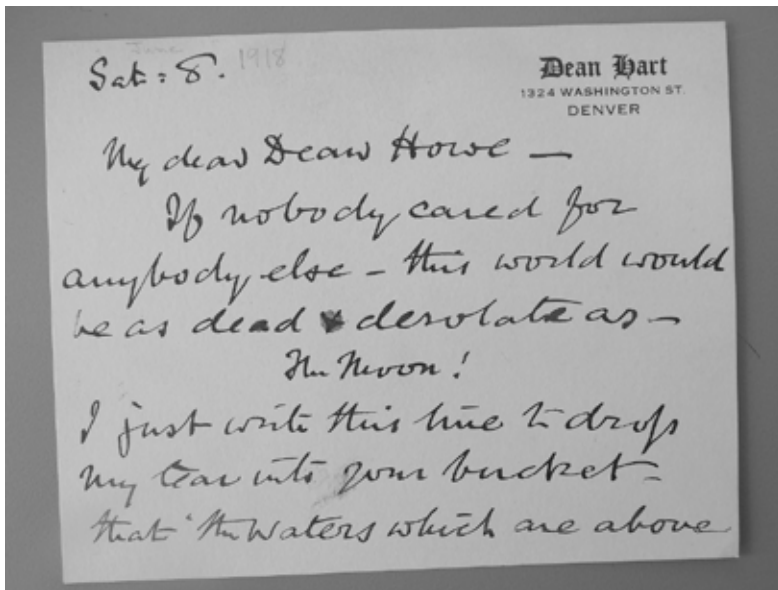 June 1918
Sat: 8.
Dean Hart
1324 WASHINGTON ST.
DENVER
My dear Dean Howe —
If nobody cared for
anybody else – this world would
be as dead & desolate as —
The Moon!
I just write this line to drop
my tear into your bucket –
that 'the Waters which are above